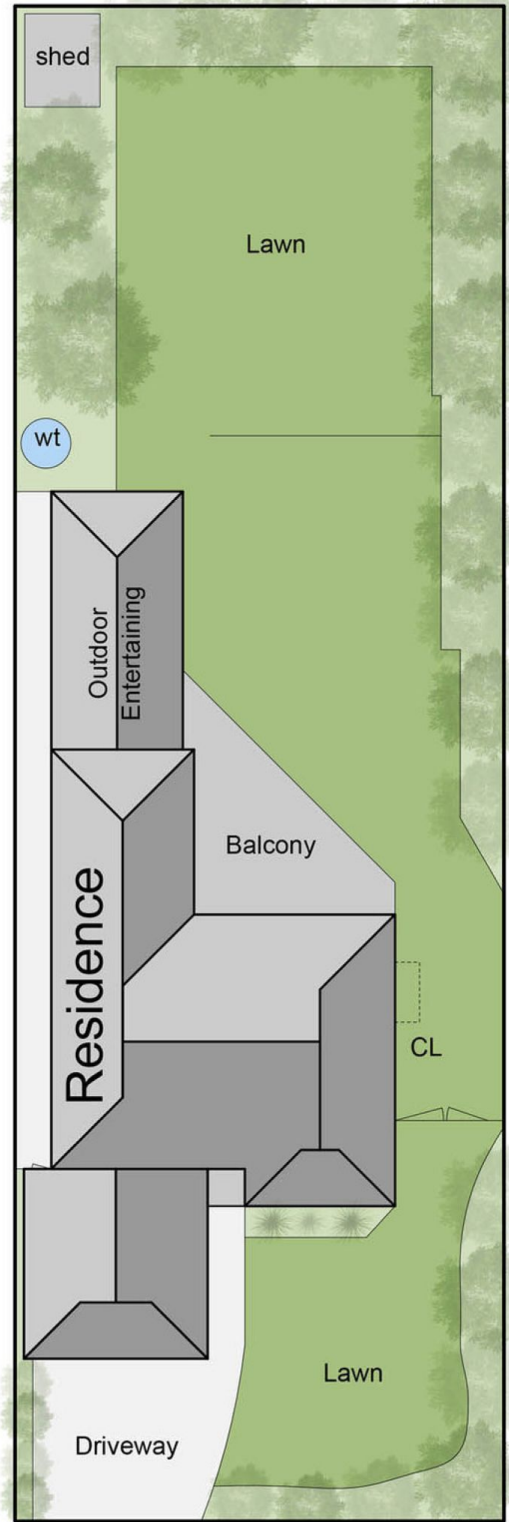 shed
Lawn
wt
Outdoor
Entertaining
Balcony
Residence
CL
Lawn
Driveway